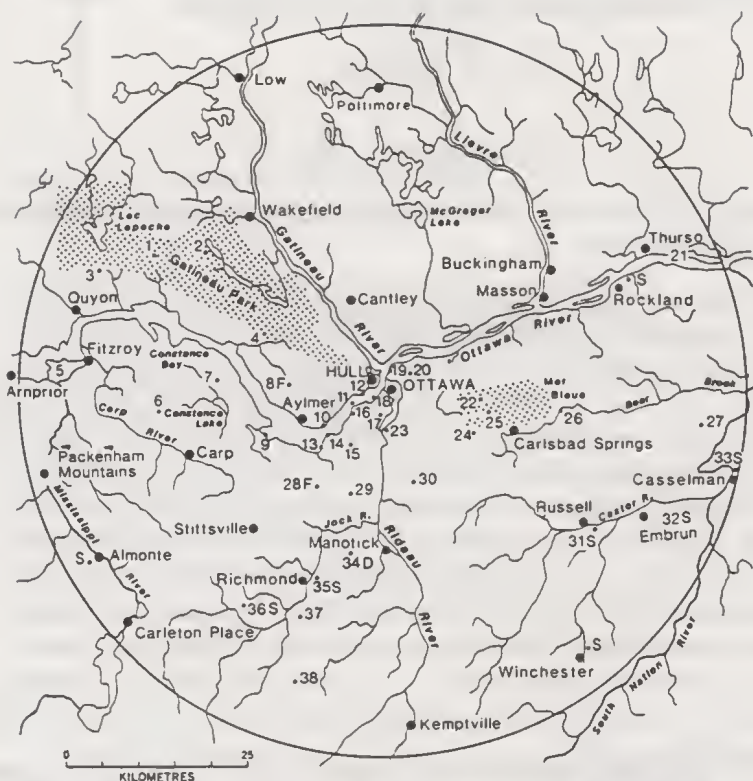 Low
Poltimore
Lievre
River
Lac Lapeche
Wakefield
Gatineau
River
McGregor Lake
Thurso
1
2
21
Gatineau Park
Buckingham
3
S
Quyon
Cantley
Masson
Rockland
River
Ottawa
4
Fitzroy
Constance Bay
HULL
19
20
5
7
8F
12
OTTAWA
Mer Bleue
Brook
Arnprior
6
Constance Lake
Aylmer
11
18
22
Bear
Carp River
10
16
25
26
27
17
23
9
13
14
24
Carlsbad Springs
15
33S
Packenham Mountains
Carp
28F
29
30
Casselman
Mississippi River
Russell
Castor R.
Stittsville
Jock R.
Rideau River
32S
Embrun
31S
Manotick
S
Almonte
34D
Richmond
35S
36S
37
Carleton Place
S
Winchester
38
South Nation River
Kemptville
0 25
KILOMETRES